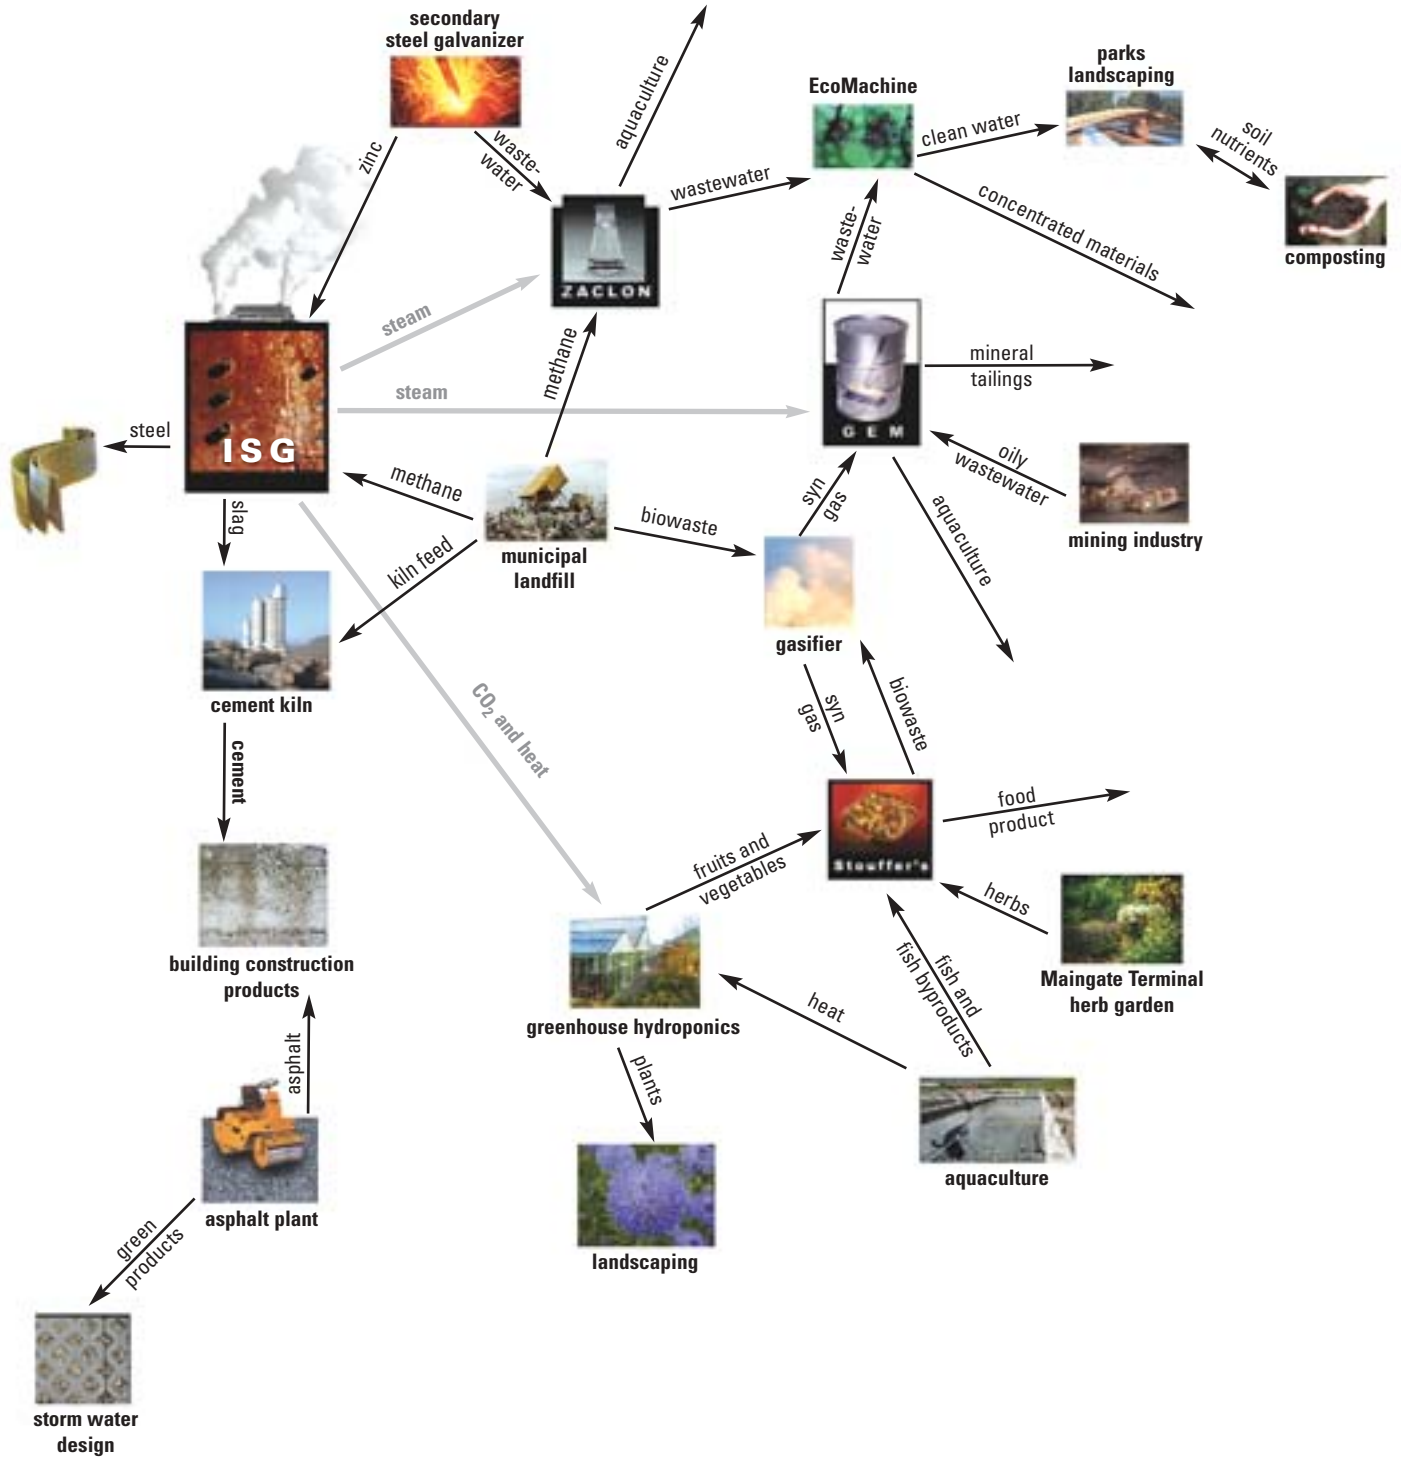 secondary
steel galvanizer
aquaculture
parks
landscaping
EcoMachine
clean water
soil
nutrients
zinc
waste-
water
wastewater
concentrated materials
composting
waste-
water
ZACLON
steam
methane
mineral
tailings
steam
GEM
steel
ISG
methane
oily
wastewater
syn
gas
slag
biowaste
aquaculture
mining industry
kiln feed
municipal
landfill
gasifier
cement kiln
CO₂ and heat
syn
gas
biowaste
cement
food
product
fruits and
vegetables
Stouffer's
herbs
building construction
products
fish and
fish byproducts
Maingate Terminal
herb garden
heat
greenhouse hydroponics
asphalt
plants
aquaculture
asphalt plant
green
products
landscaping
storm water
design